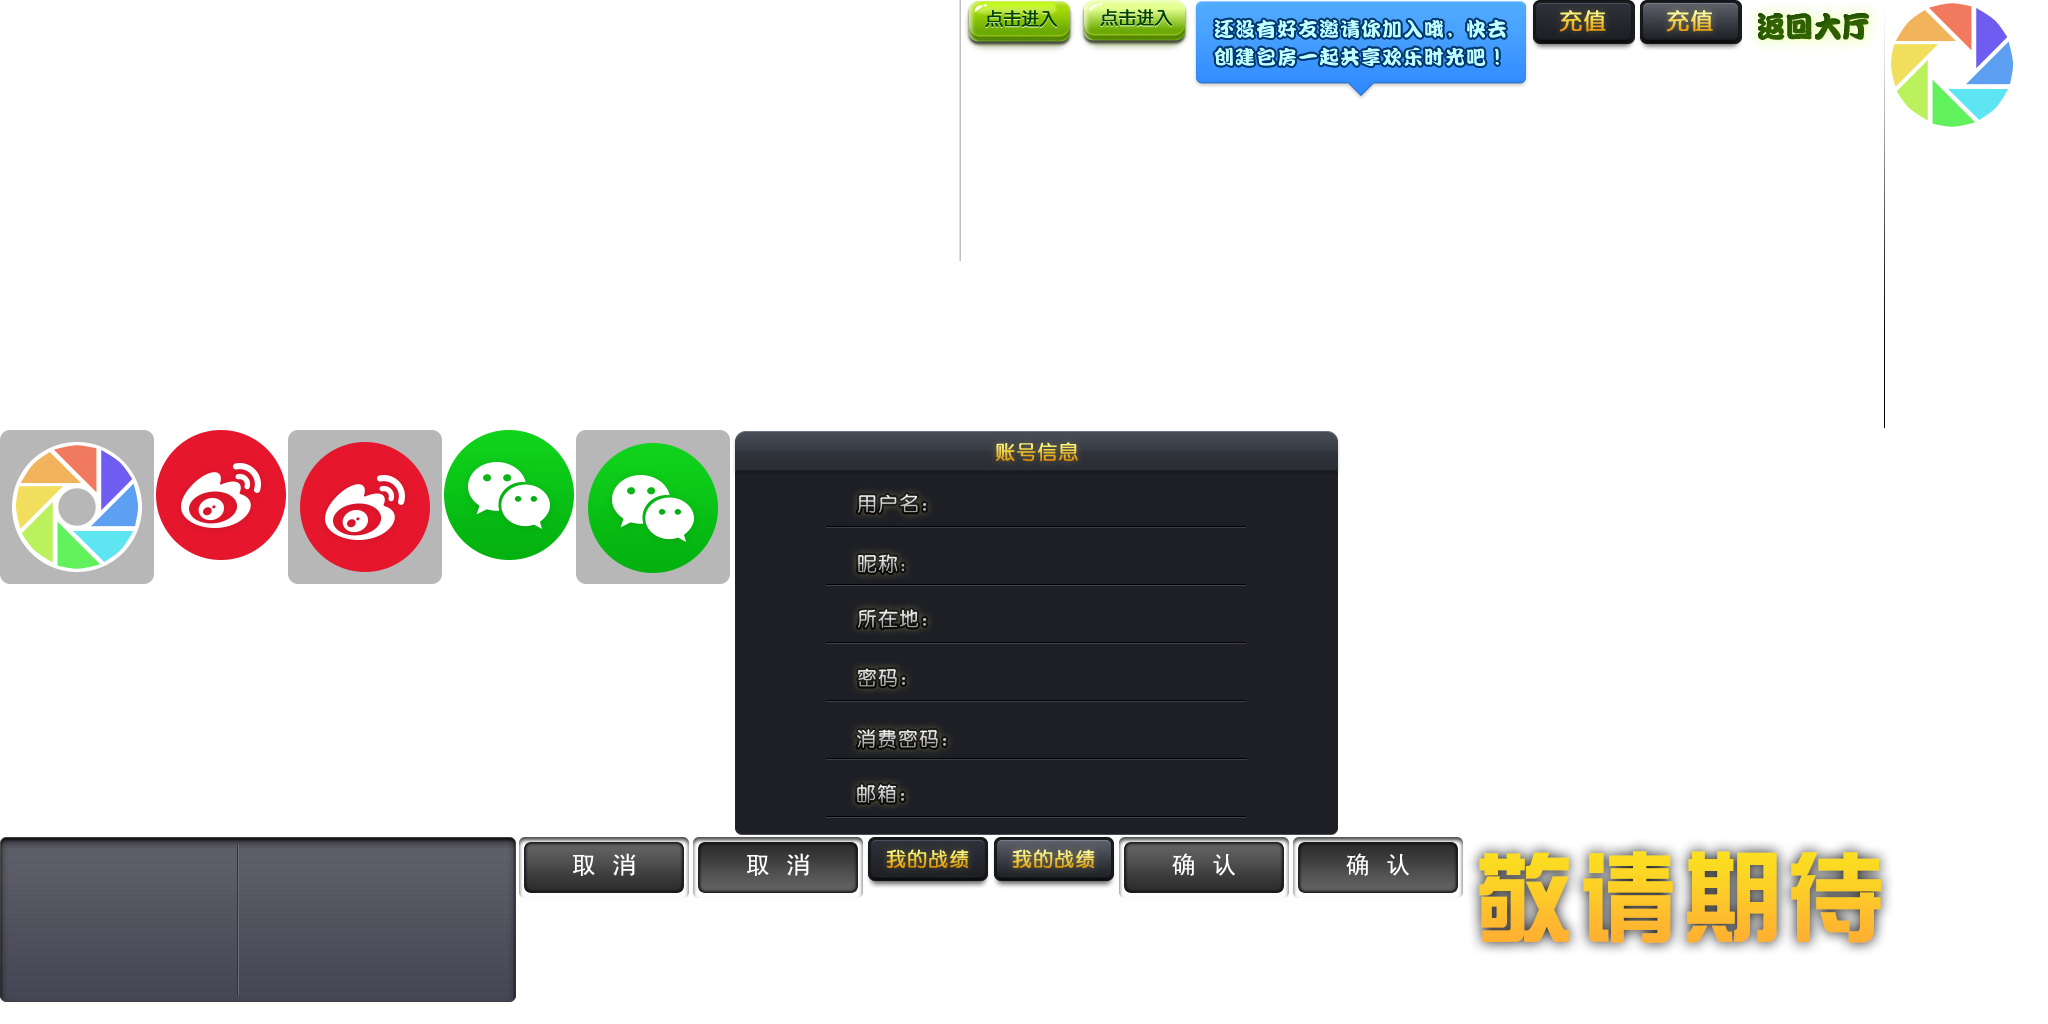 点击进入
点击进入
还没有好友邀请你加入哦，快去
创建包房一起共享欢乐时光吧！
充值
充值
返回大厅
账号信息
用户名：
昵称：
所在地：
密码：
消费密码：
邮箱：
取 消
取 消
我的战绩
我的战绩
确 认
确 认
敬请期待